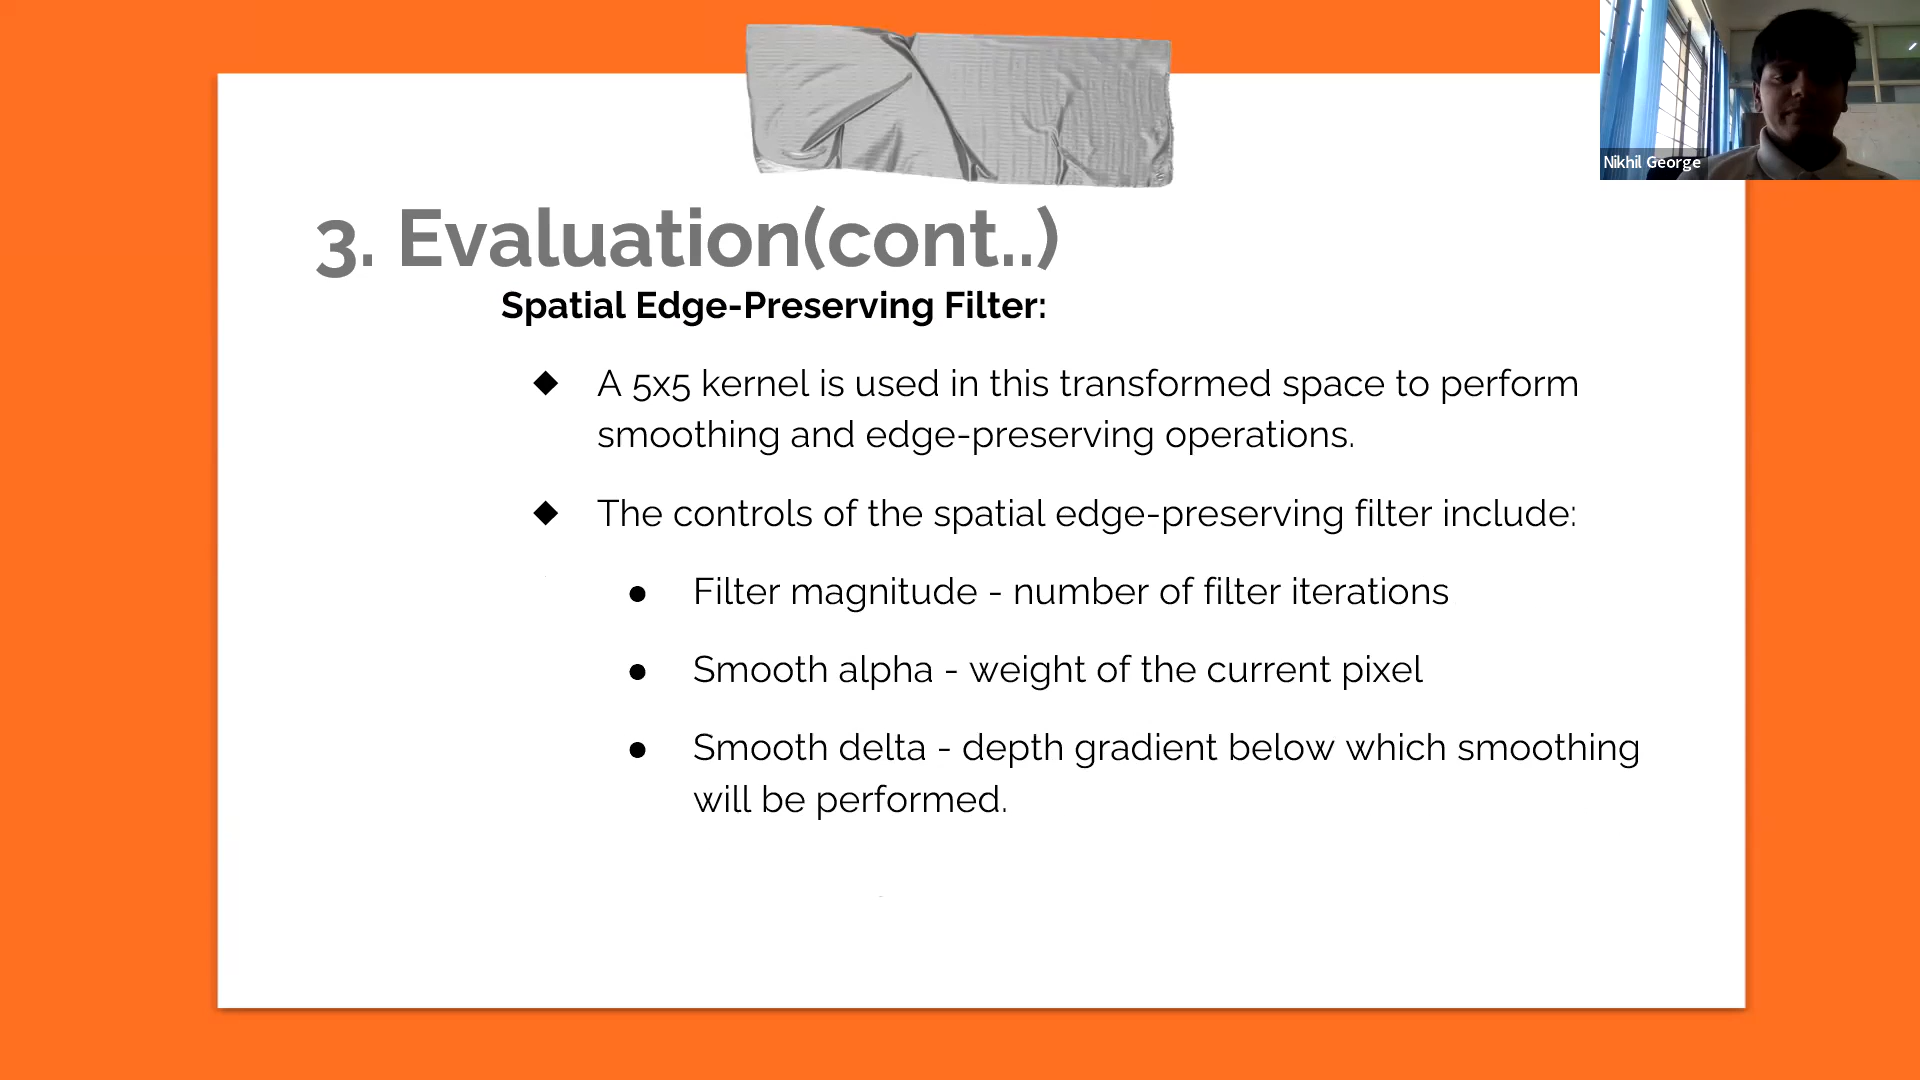 Nikhil George
3. Evaluation(cont..)
Spatial Edge-Preserving Filter:
◆ A 5x5 kernel is used in this transformed space to perform
smoothing and edge-preserving operations.
◆ The controls of the spatial edge-preserving filter include:
● Filter magnitude - number of filter iterations
● Smooth alpha - weight of the current pixel
● Smooth delta - depth gradient below which smoothing
will be performed.